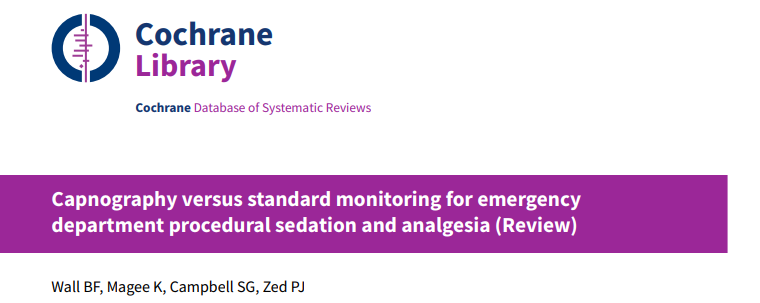 Cochrane
Library
Cochrane Database of Systematic Reviews
Capnography versus standard monitoring for emergency
department procedural sedation and analgesia (Review)
Wall BF, Magee K, Campbell SG, Zed PJ